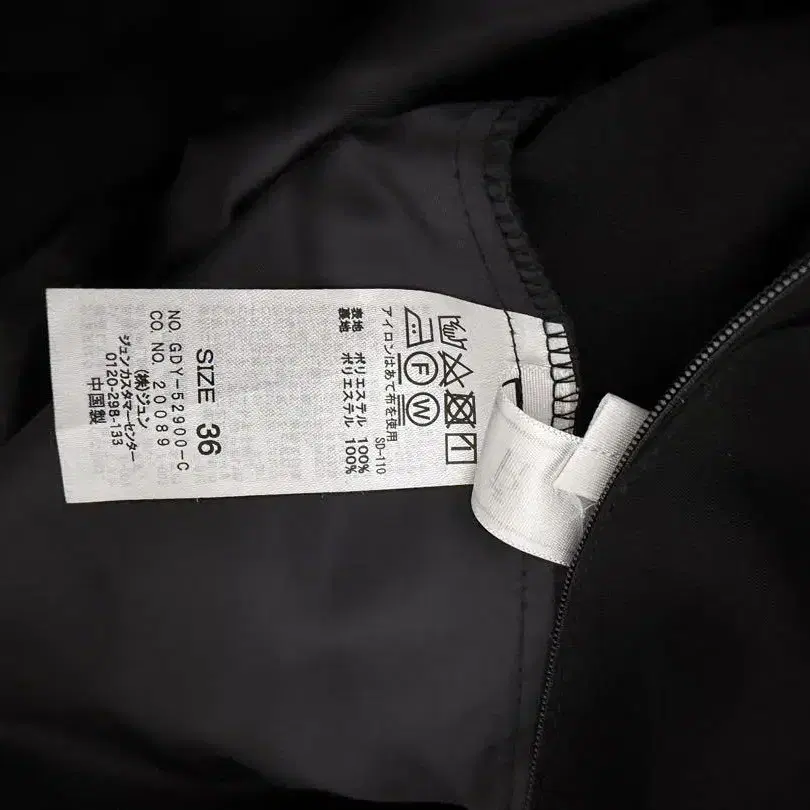 アイロンはあて布を使用
SD-110
表地 ポリエステル 100%
裏地 ポリエステル 100%
SIZE 36
NO. GDY-52900-C
CO. NO. 20089
(株)ジュン
ジュンカスタマーセンター
0120-298-133
中国製